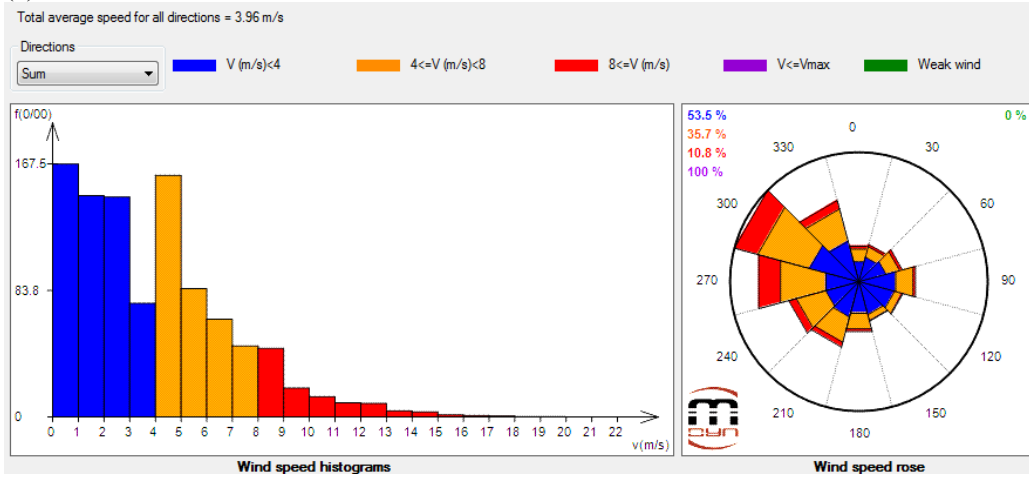 Total average speed for all directions = 3.96 m/s
Directions
Sum
V (m/s)<4
4<=V (m/s)<8
8<=V (m/s)
V<=Vmax
Weak wind
f(0/00)
167.5
83.8
0
0 1 2 3 4 5 6 7 8 9 10 11 12 13 14 15 16 17 18 19 20 21 22
v(m/s)
Wind speed histograms
53.5 %
35.7 %
10.8 %
100 %
0 %
0
30
60
90
120
150
180
210
240
270
300
330
Wind speed rose